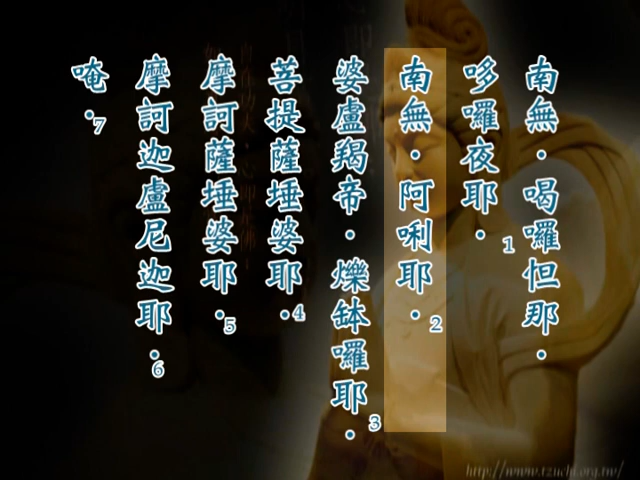 南無・喝囉怛那・
哆囉夜耶・1
南無・阿唎耶・2
婆盧羯帝・爍缽囉耶・3
菩提薩埵婆耶・4
摩訶薩埵婆耶・5
摩訶迦盧尼迦耶・6
唵・7
http://www.tzuchi.org.tw/